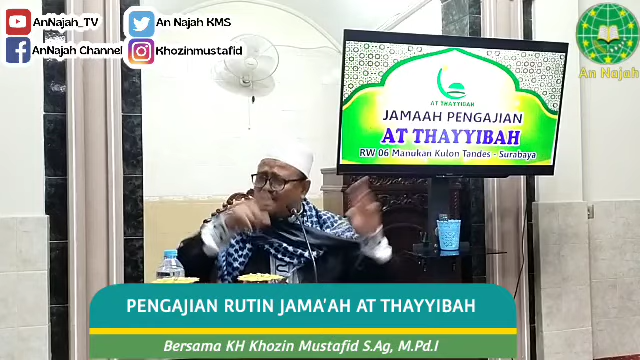 AnNajah_TV
An Najah KMS
AnNajah Channel
Khozinmustafid
An Najah
AT THAYYIBAH
JAMAAH PENGAJIAN
AT THAYYIBAH
RW 06 Manukan Kulon Tandes - Surabaya
PENGAJIAN RUTIN JAMA'AH AT THAYYIBAH
Bersama KH Khozin Mustafid S.Ag, M.Pd.I